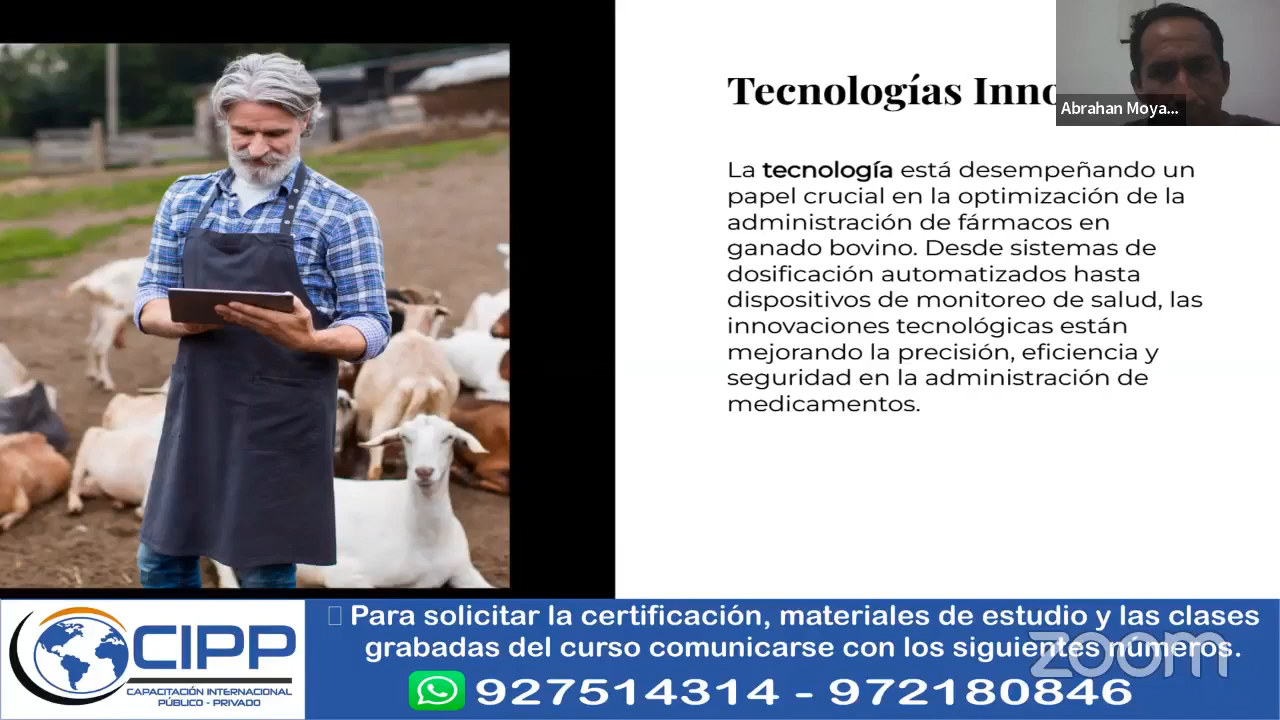 Tecnologías Inno
Abrahan Moya...
La tecnología está desempeñando un
papel crucial en la optimización de la
administración de fármacos en
ganado bovino. Desde sistemas de
dosificación automatizados hasta
dispositivos de monitoreo de salud, las
innovaciones tecnológicas están
mejorando la precisión, eficiencia y
seguridad en la administración de
medicamentos.
CIPP
CAPACITACIÓN INTERNACIONAL
PÚBLICO - PRIVADO
Para solicitar la certificación, materiales de estudio y las clases
grabadas del curso comunicarse con los siguientes números.
927514314 - 972180846
zoom